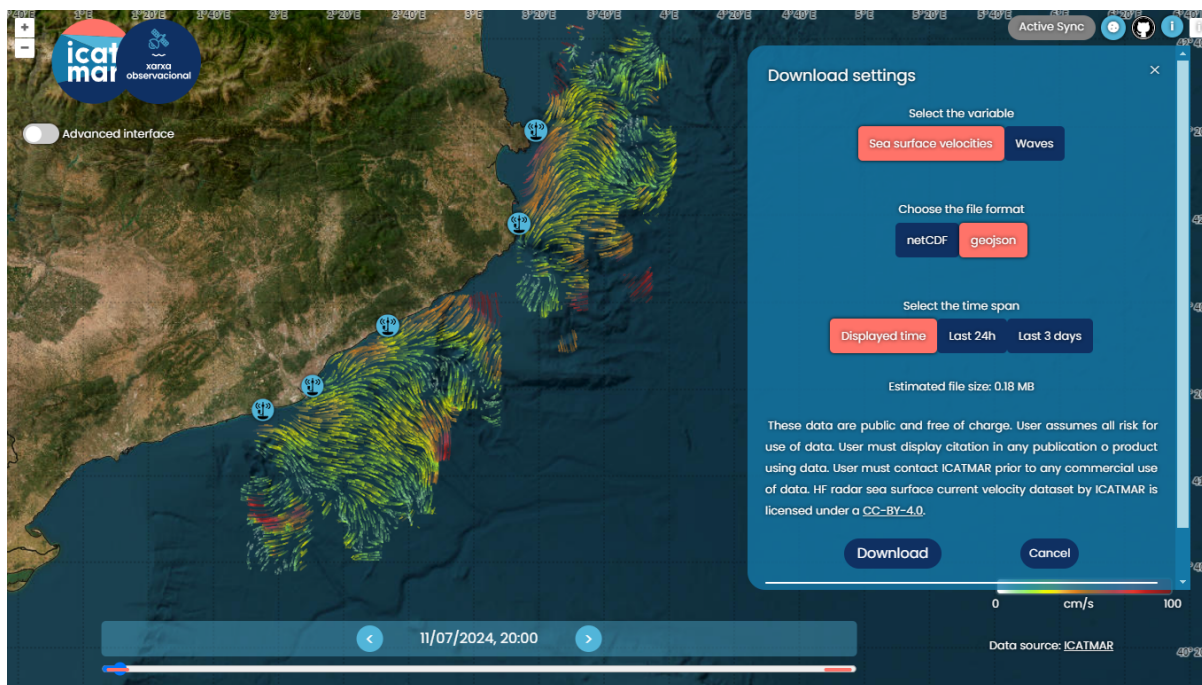 2°E
2°20'E
2°40'E
3°E
3°20'E
3°40'E
4°E
4°20'E
4°40'E
5°E
5°20'E
5°40'E
+
−
icat
mar
xarxa
observacional
Active Sync
i
Advanced interface
Download settings
×
Select the variable
Sea surface velocities Waves
Choose the file format
netCDF geojson
Select the time span
Displayed time Last 24h Last 3 days
Estimated file size: 0.18 MB
These data are public and free of charge. User assumes all risk for
use of data. User must display citation in any publication o product
using data. User must contact ICATMAR prior to any commercial use
of data. HF radar sea surface current velocity dataset by ICATMAR is
licensed under a CC-BY-4.0.
Download Cancel
0 cm/s 100
< 11/07/2024, 20:00 >
Data source: ICATMAR